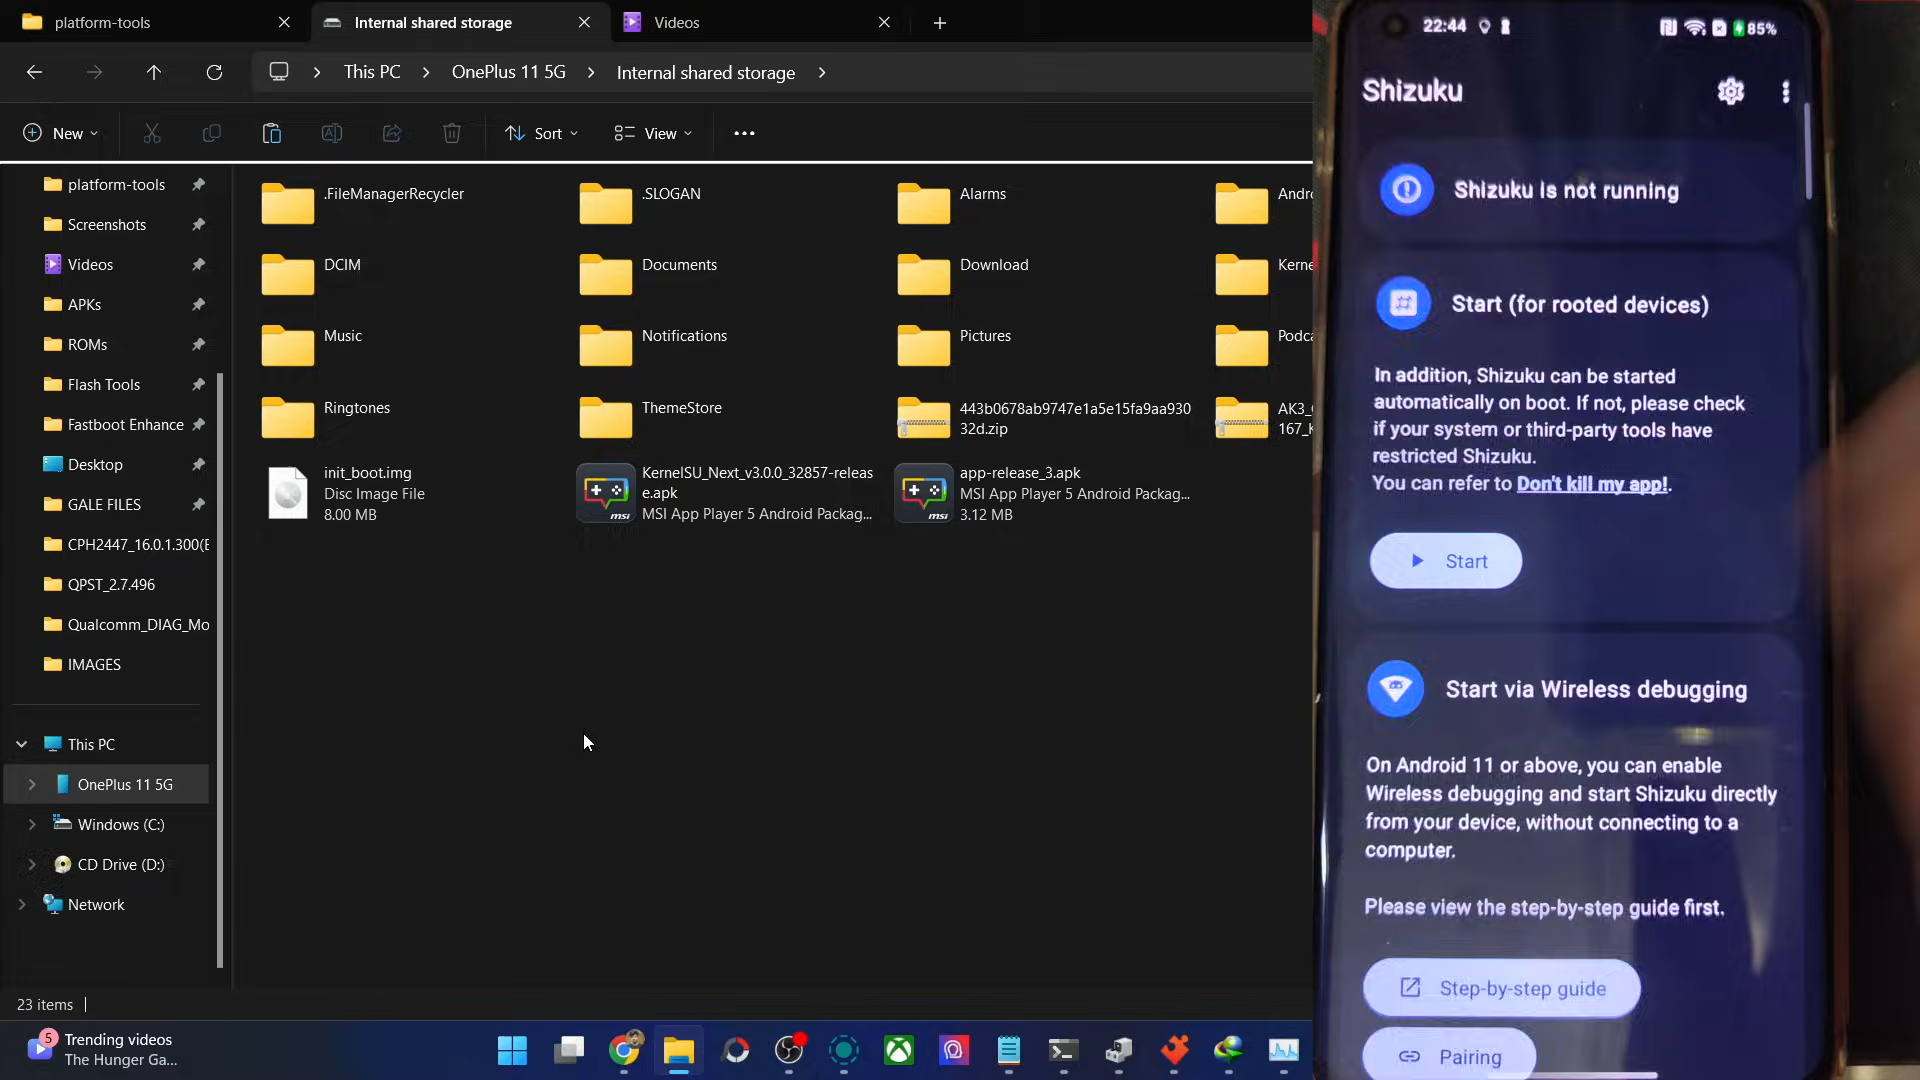 platform-tools
Internal shared storage
Videos
This PC
OnePlus 11 5G
Internal shared storage
New
Sort
View
platform-tools
Screenshots
Videos
APKs
ROMs
Flash Tools
Fastboot Enhance
Desktop
GALE FILES
CPH2447_16.0.1.300(E
QPST_2.7.496
Qualcomm_DIAG_Mo
IMAGES
This PC
OnePlus 11 5G
Windows (C:)
CD Drive (D:)
Network
.FileManagerRecycler
.SLOGAN
Alarms
Andro
DCIM
Documents
Download
Kerne
Music
Notifications
Pictures
Podca
Ringtones
ThemeStore
443b0678ab9747e1a5e15fa9aa930
32d.zip
AK3_
167_K
init_boot.img
Disc Image File
8.00 MB
msi
KernelSU_Next_v3.0.0_32857-releas
e.apk
MSI App Player 5 Android Packag...
msi
app-release_3.apk
MSI App Player 5 Android Packag...
3.12 MB
23 items
5
Trending videos
The Hunger Ga...
22:44
85%
Shizuku
Shizuku is not running
Start (for rooted devices)
In addition, Shizuku can be started
automatically on boot. If not, please check
if your system or third-party tools have
restricted Shizuku.
You can refer to Don't kill my app!.
Start
Start via Wireless debugging
On Android 11 or above, you can enable
Wireless debugging and start Shizuku directly
from your device, without connecting to a
computer.
Please view the step-by-step guide first.
Step-by-step guide
Pairing